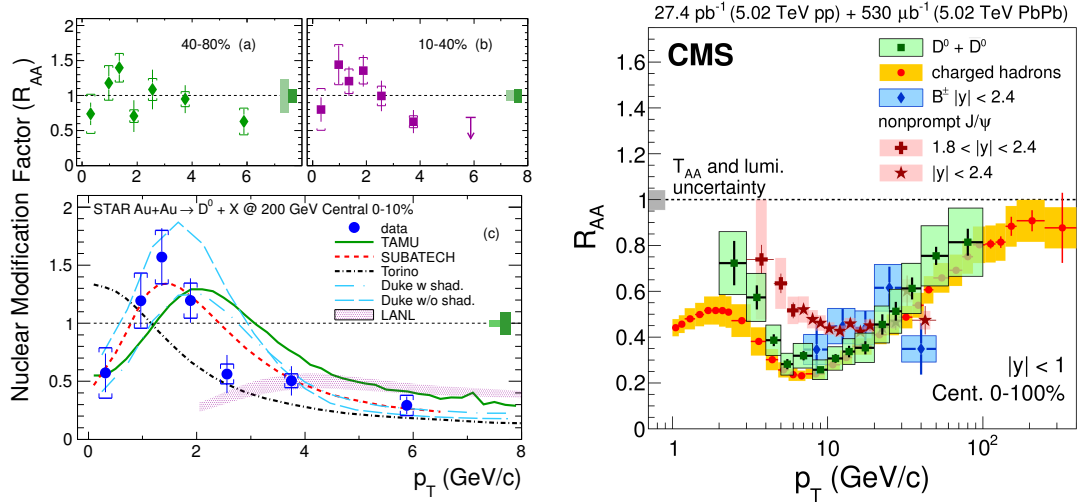 Nuclear Modification Factor (R_AA)
40-80% (a)
10-40% (b)
2
1.5
1
0.5
0
0 2 4 6
0 2 4 6 8
STAR Au+Au → D⁰ + X @ 200 GeV Central 0-10%
(c)
data
TAMU
SUBATECH
Torino
Duke w shad.
Duke w/o shad.
LANL
2
1.5
1
0.5
0
0 2 4 6 8
p_T (GeV/c)
27.4 pb⁻¹ (5.02 TeV pp) + 530 μb⁻¹ (5.02 TeV PbPb)
CMS
D⁰ + D̅⁰
charged hadrons
B± |y| < 2.4
nonprompt J/ψ
1.8 < |y| < 2.4
|y| < 2.4
T_AA and lumi.
uncertainty
R_AA
1.6
1.4
1.2
1
0.8
0.6
0.4
0.2
0
|y| < 1
Cent. 0-100%
1 10 10²
p_T (GeV/c)